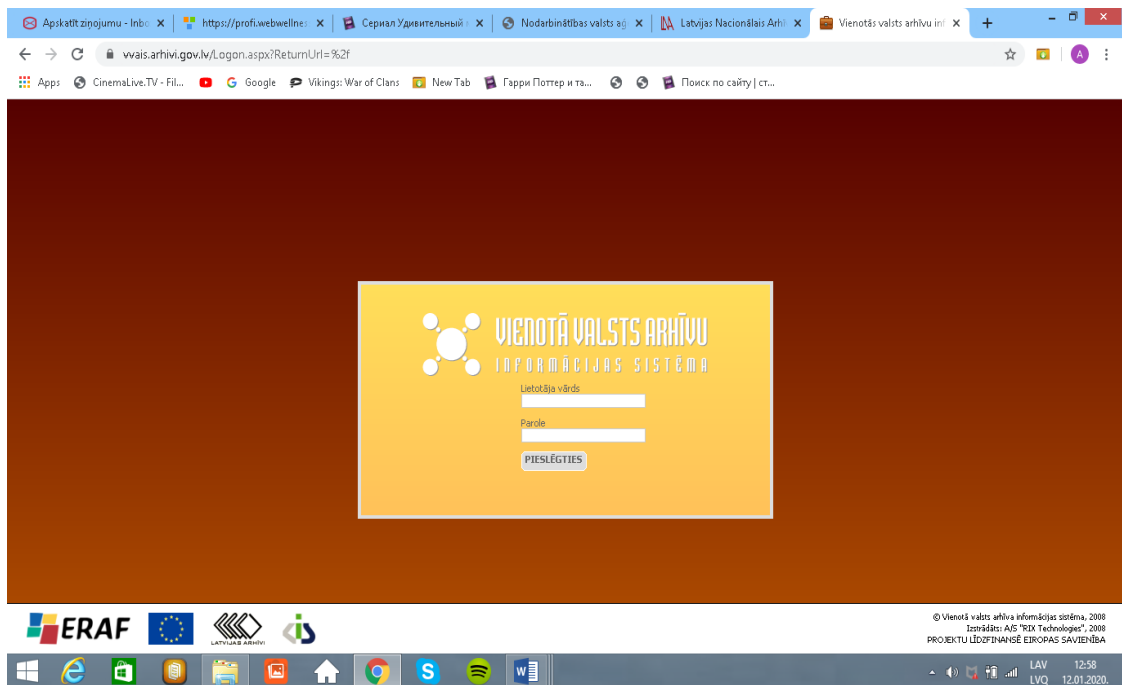 Apskatīt ziņojumu - Inbo
https://profi.webwellnes
Сериал Удивительный
Nodarbinātības valsts aģ
Latvijas Nacionālais Arhī
Vienotās valsts arhīvu inf
vvais.arhivi.gov.lv/Logon.aspx?ReturnUrl=%2f
A
Apps
CinemaLive.TV - Fil...
Google
Vikings: War of Clans
New Tab
Гарри Поттер и та...
Поиск по сайту | ст...
VIENOTĀ VALSTS ARHĪVU
INFORMĀCIJAS SISTĒMA
Lietotāja vārds
Parole
PIESLĒGTIES
ERAF
LATVIJAS ARHĪVI
© Vienotā valsts arhīva informācijas sistēma, 2008
Izstrādāts: A/S "RIX Technologies", 2008
PROJEKTU LĪDZFINANSĒ EIROPAS SAVIENĪBA
LAV 12:58
LVQ 12.01.2020.